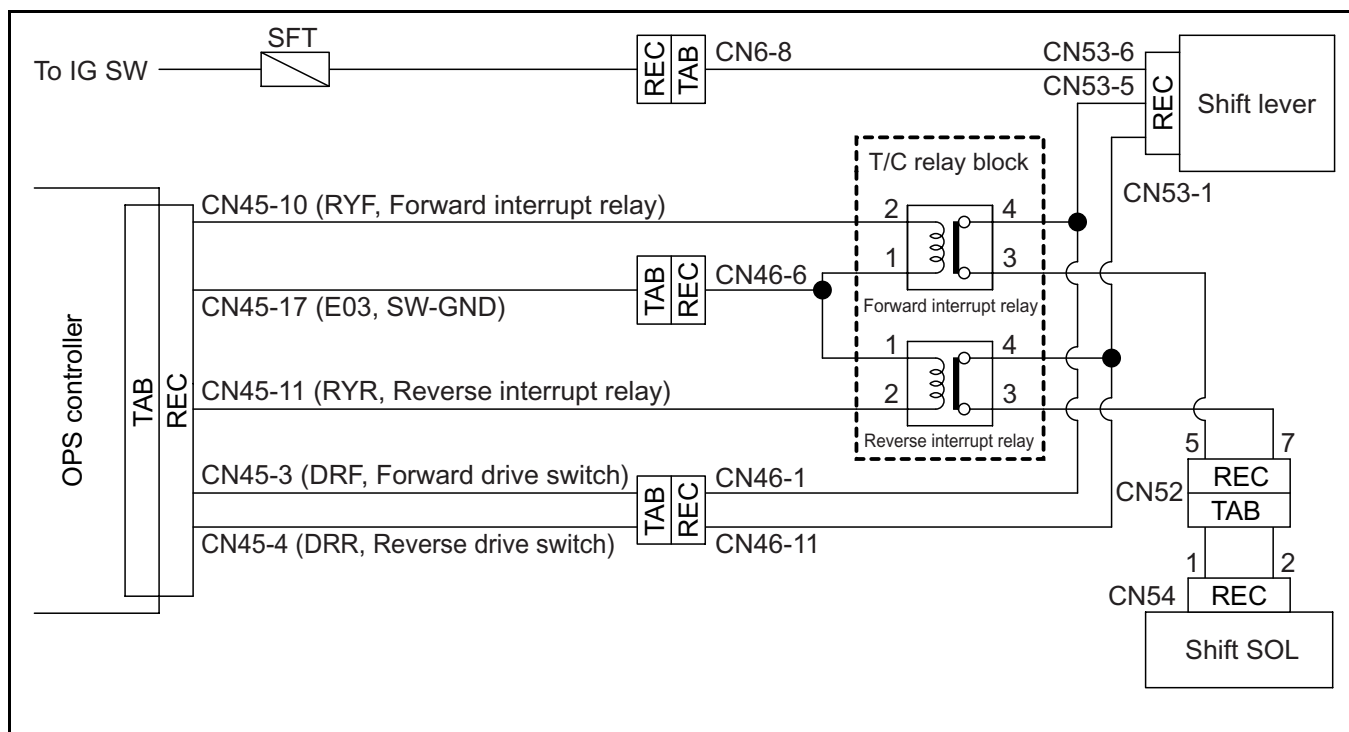 SFT
To IG SW
REC
TAB
CN6-8
CN53-6
CN53-5
REC
Shift lever
CN53-1
T/C relay block
OPS controller
TAB
REC
CN45-10 (RYF, Forward interrupt relay)
2
4
1
3
Forward interrupt relay
CN45-17 (E03, SW-GND)
TAB
REC
CN46-6
1
4
2
3
Reverse interrupt relay
CN45-11 (RYR, Reverse interrupt relay)
CN45-3 (DRF, Forward drive switch)
CN45-4 (DRR, Reverse drive switch)
TAB
REC
CN46-1
CN46-11
5
7
CN52
REC
TAB
1
2
CN54
REC
Shift SOL